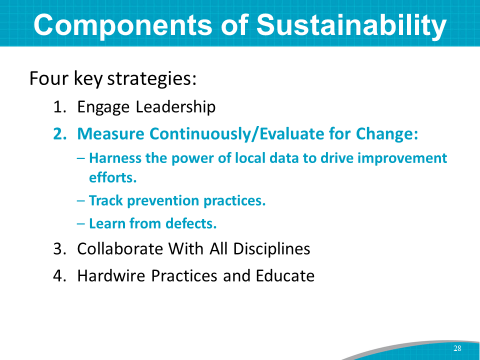 Components of Sustainability
Four key strategies:
1. Engage Leadership
2. Measure Continuously/Evaluate for Change:
– Harness the power of local data to drive improvement
efforts.
– Track prevention practices.
– Learn from defects.
3. Collaborate With All Disciplines
4. Hardwire Practices and Educate
28